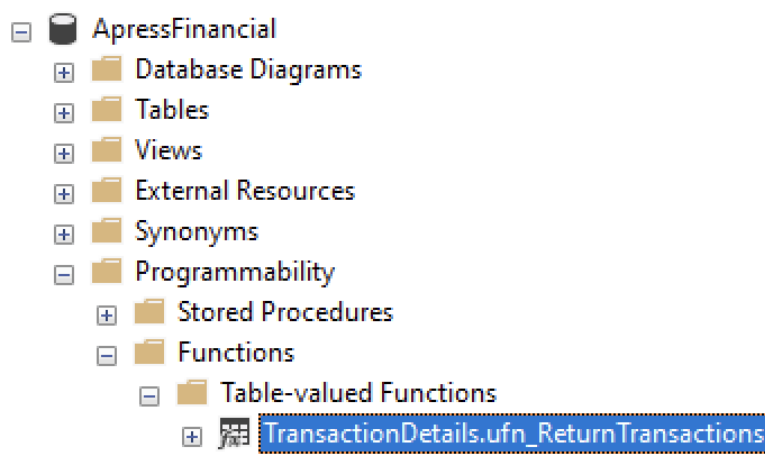 ApressFinancial
Database Diagrams
Tables
Views
External Resources
Synonyms
Programmability
Stored Procedures
Functions
Table-valued Functions
TransactionDetails.ufn_ReturnTransactions